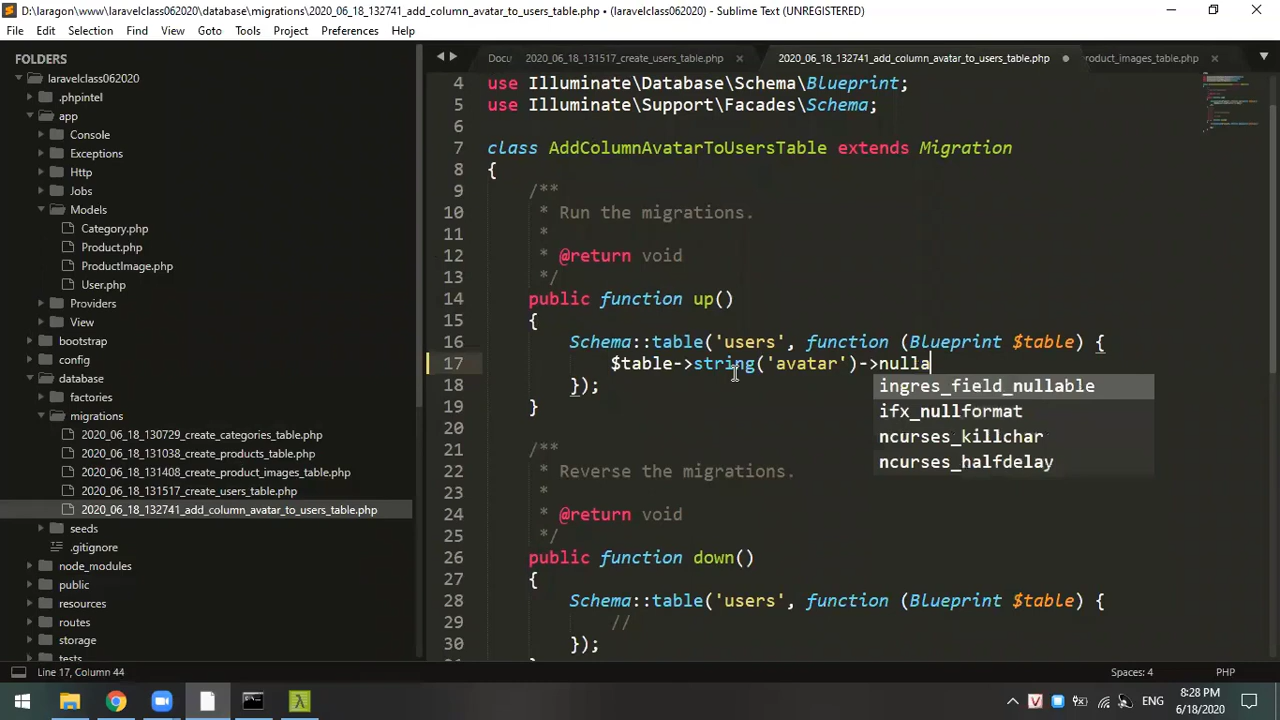 D:\laragon\www\laravelclass062020\database\migrations\2020_06_18_132741_add_column_avatar_to_users_table.php • (laravelclass062020) - Sublime Text (UNREGISTERED)
File Edit Selection Find View Goto Tools Project Preferences Help
FOLDERS
laravelclass062020
.phpintel
app
Console
Exceptions
Http
Jobs
Models
Category.php
Product.php
ProductImage.php
User.php
Providers
View
bootstrap
config
database
factories
migrations
2020_06_18_130729_create_categories_table.php
2020_06_18_131038_create_products_table.php
2020_06_18_131408_create_product_images_table.php
2020_06_18_131517_create_users_table.php
2020_06_18_132741_add_column_avatar_to_users_table.php
seeds
.gitignore
node_modules
public
resources
routes
storage
tests
Docu 2020_06_18_131517_create_users_table.php 2020_06_18_132741_add_column_avatar_to_users_table.php product_images_table.php
4 use Illuminate\Database\Schema\Blueprint;
5 use Illuminate\Support\Facades\Schema;
6
7 class AddColumnAvatarToUsersTable extends Migration
8 {
9 /**
10 * Run the migrations.
11 *
12 * @return void
13 */
14 public function up()
15 {
16 Schema::table('users', function (Blueprint $table) {
17 $table->string('avatar')->nulla
18 });
19 }
20
21 /**
22 * Reverse the migrations.
23 *
24 * @return void
25 */
26 public function down()
27 {
28 Schema::table('users', function (Blueprint $table) {
29 //
30 });
ingres_field_nullable
ifx_nullformat
ncurses_killchar
ncurses_halfdelay
Line 17, Column 44 Spaces: 4 PHP
ENG
8:28 PM
6/18/2020